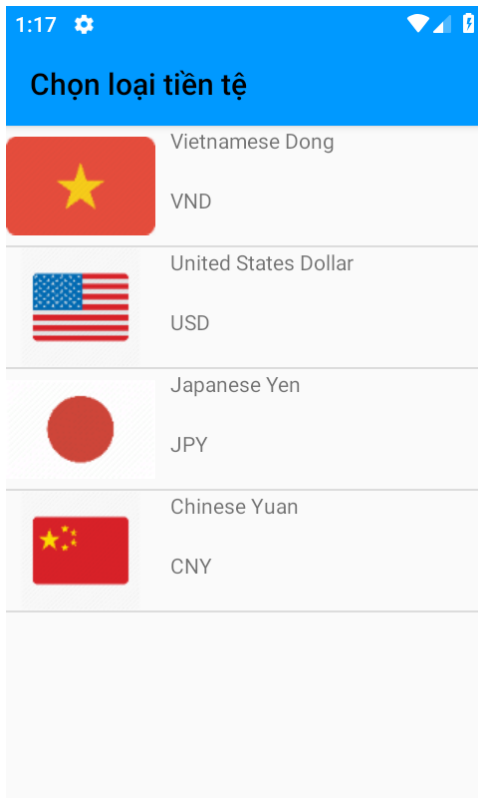 1:17
Chọn loại tiền tệ
Vietnamese Dong
VND
United States Dollar
USD
Japanese Yen
JPY
Chinese Yuan
CNY